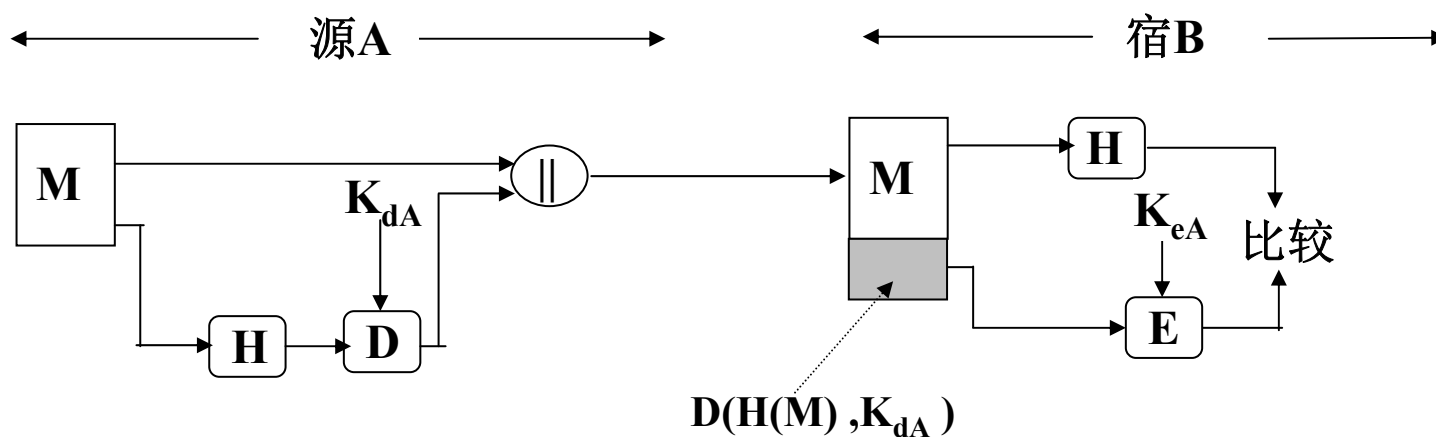 源A 宿B
M || M H
K_dA K_eA 比较
H D E
D(H(M) ,K_dA )